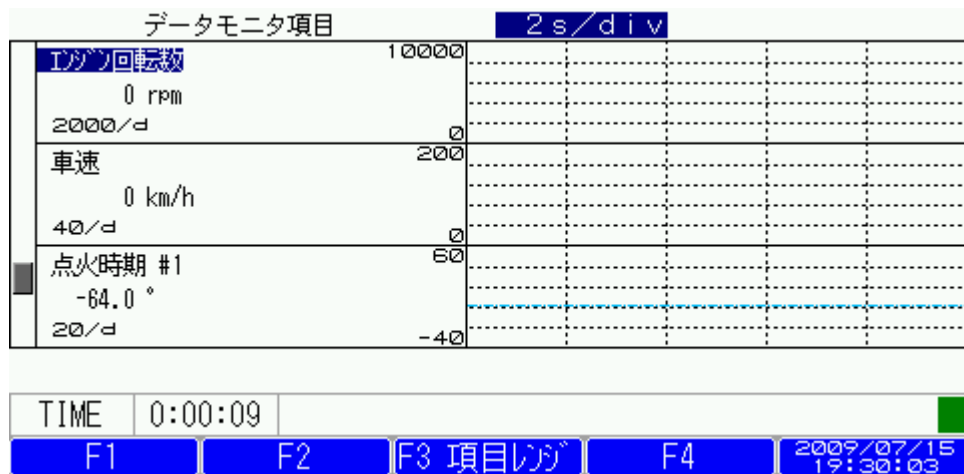 データモニタ項目 2s/div
エンジン回転数 10000
0 rpm
2000/d 0
車速 200
0 km/h
40/d 0
点火時期 #1 60
-64.0 °
20/d -40
TIME 0:00:09
F1 F2 F3 項目レンジ F4 2009/07/15
19:30:03